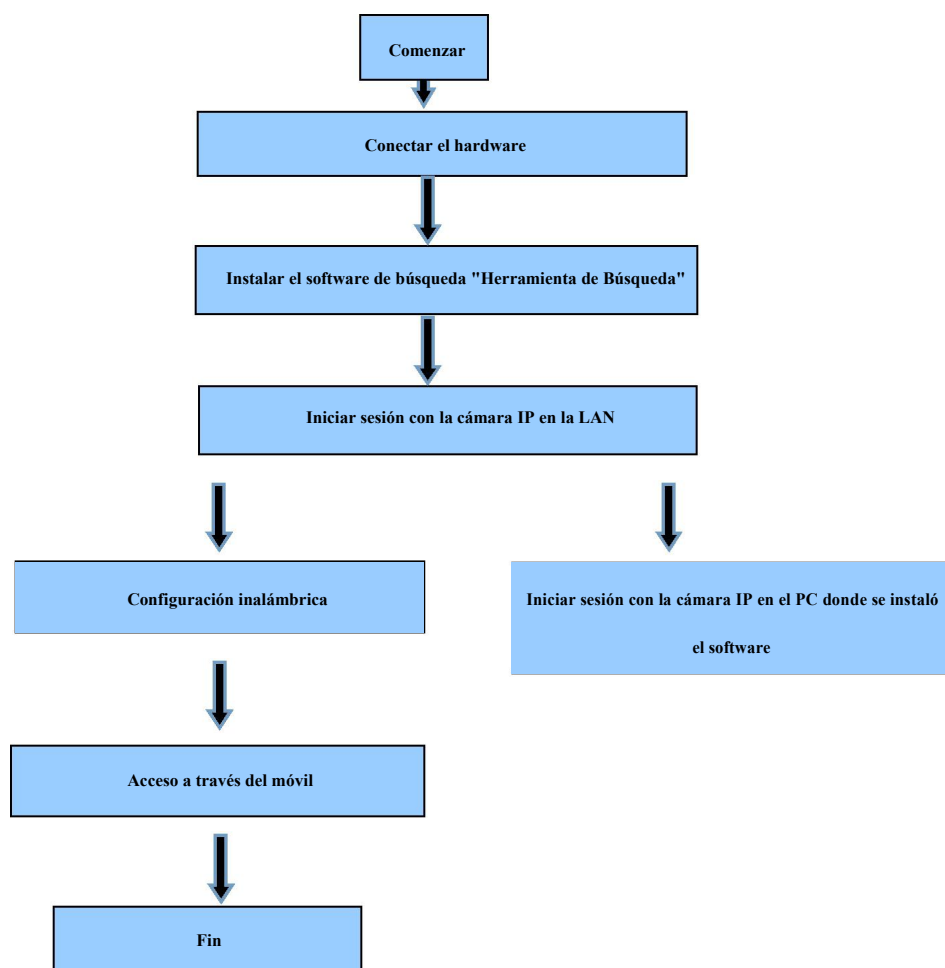 Comenzar
Conectar el hardware
Instalar el software de búsqueda "Herramienta de Búsqueda"
Iniciar sesión con la cámara IP en la LAN
Configuración inalámbrica
Iniciar sesión con la cámara IP en el PC donde se instaló
el software
Acceso a través del móvil
Fin